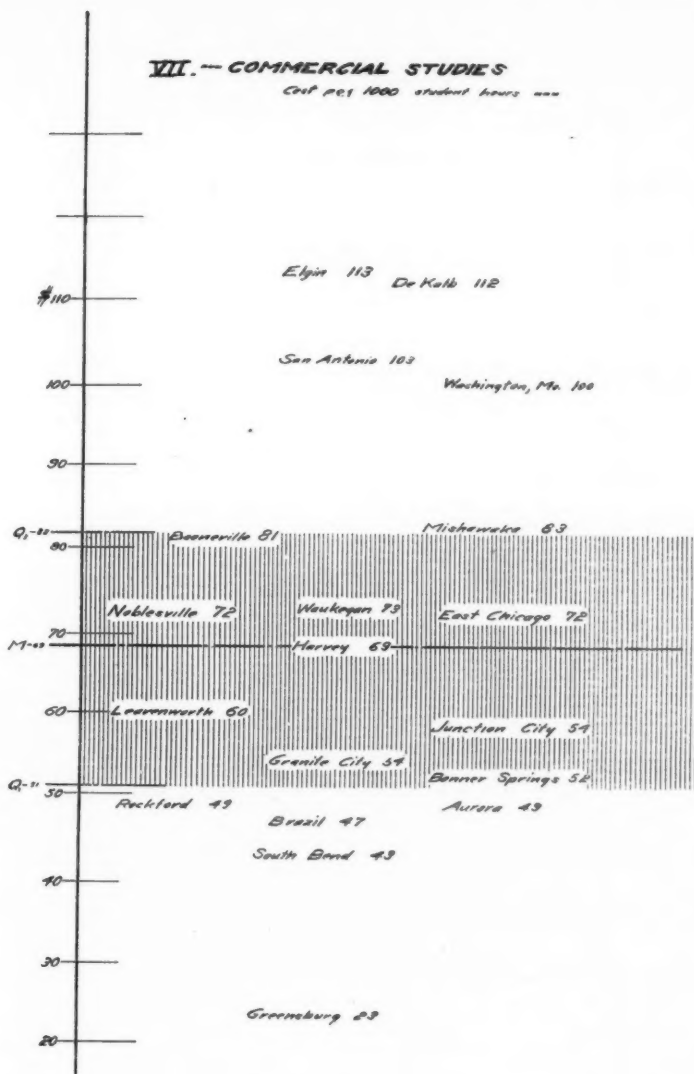 VII. — COMMERCIAL STUDIES
Cost per 1000 student hours
Elgin 113
De Kalb 112
$110
San Antonio 103
100
Washington, Mo. 100
90
Mishawaka 83
Booneville 81
80
Noblesville 72
Waukegan 73
East Chicago 72
70
M-69
Harvey 69
60
Leavenworth 60
Junction City 54
Granite City 54
Bonner Springs 52
50
Rockford 49
Aurora 49
Brazil 47
South Bend 43
40
30
Greensburg 23
20